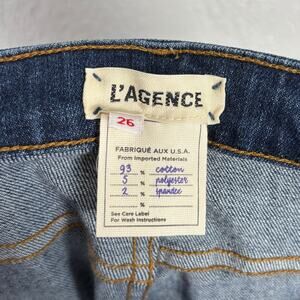 L'AGENCE
26
FABRIQUÉ AUX U.S.A.
From Imported Materials
93 % cotton
5 % polyester
2 % spandex
%
See Care Label
For Wash Instructions